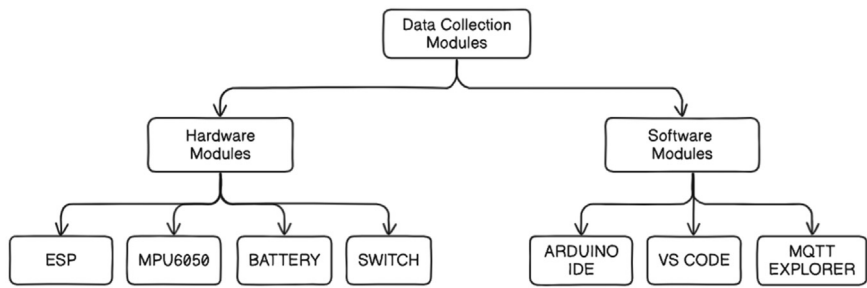 Data Collection
Modules
Hardware
Modules
Software
Modules
ESP
MPU6050
BATTERY
SWITCH
ARDUINO
IDE
VS CODE
MQTT
EXPLORER